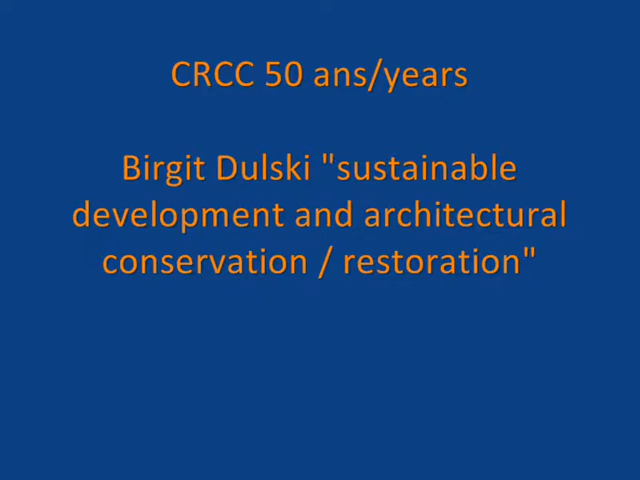 CRCC 50 ans/years
Birgit Dulski "sustainable
development and architectural
conservation / restoration"